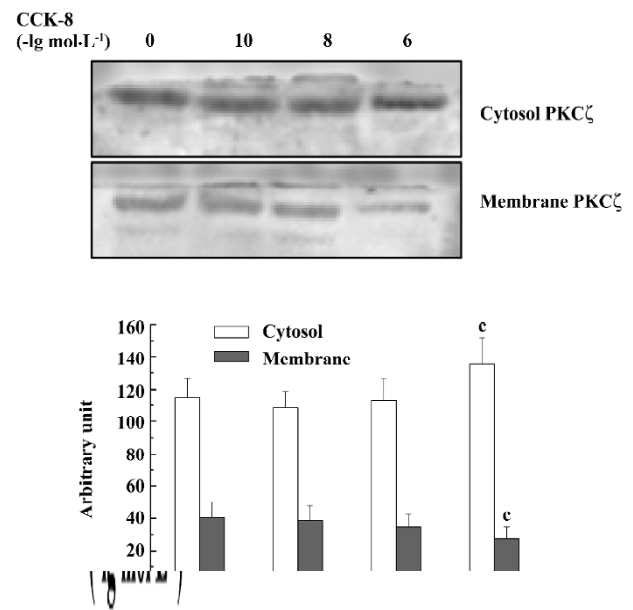 CCK-8
(-lg mol·L⁻¹) 0 10 8 6
Cytosol PKCζ
Membrane PKCζ
160
140
120
100
80
60
40
20
Arbitrary unit
Cytosol
Membrane
c
c